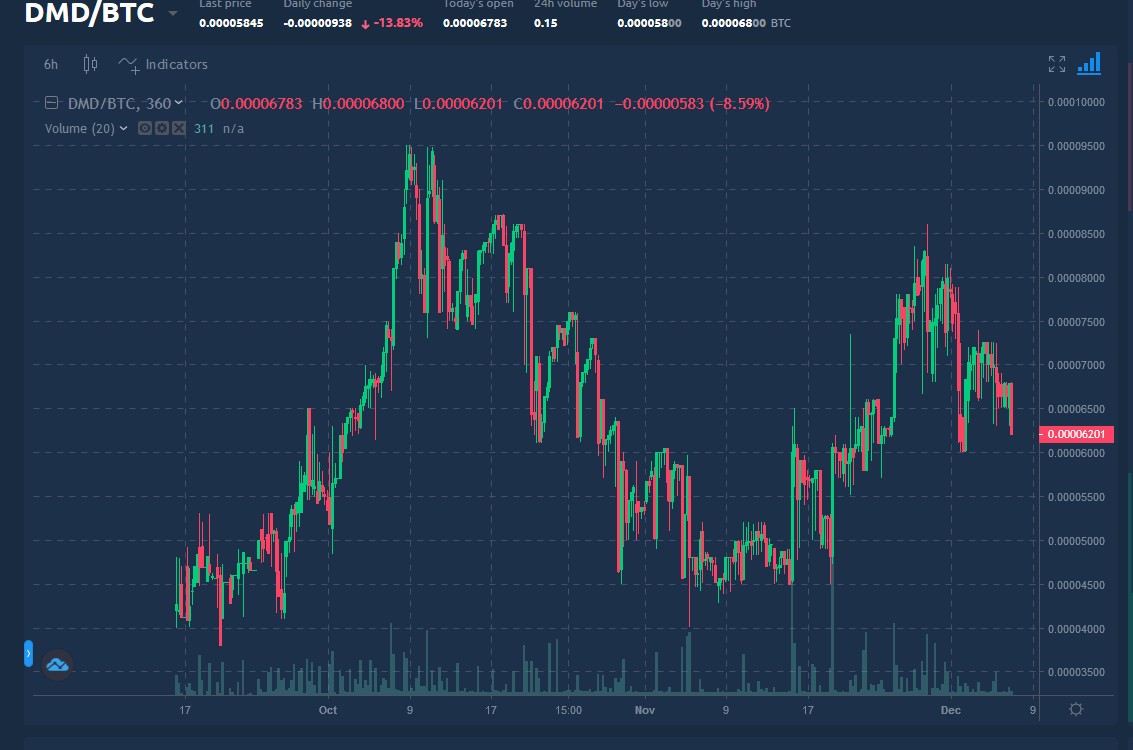 DMD/BTC
Last price Daily change Today's open 24h volume Day's low Day's high
0.00005845 -0.00000938 ↓ -13.83% 0.00006783 0.15 0.00005800 0.00006800 BTC
6h Indicators
DMD/BTC, 360 O0.00006783 H0.00006800 L0.00006201 C0.00006201 −0.00000583 (−8.59%)
Volume (20) 311 n/a
0.00010000
0.00009500
0.00009000
0.00008500
0.00008000
0.00007500
0.00007000
0.00006500
0.00006201
0.00006000
0.00005500
0.00005000
0.00004500
0.00004000
0.00003500
17 Oct 9 17 15:00 Nov 9 17 Dec 9